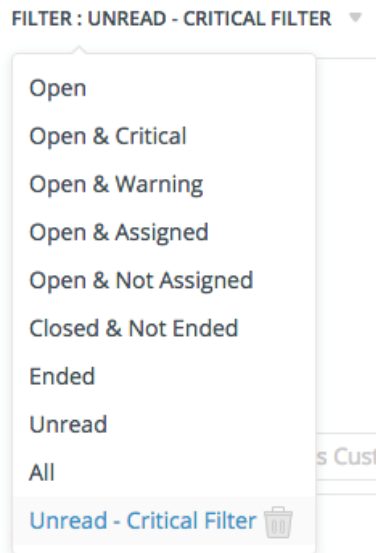 FILTER : UNREAD - CRITICAL FILTER
Open
Open & Critical
Open & Warning
Open & Assigned
Open & Not Assigned
Closed & Not Ended
Ended
Unread
s Cust
All
Unread - Critical Filter